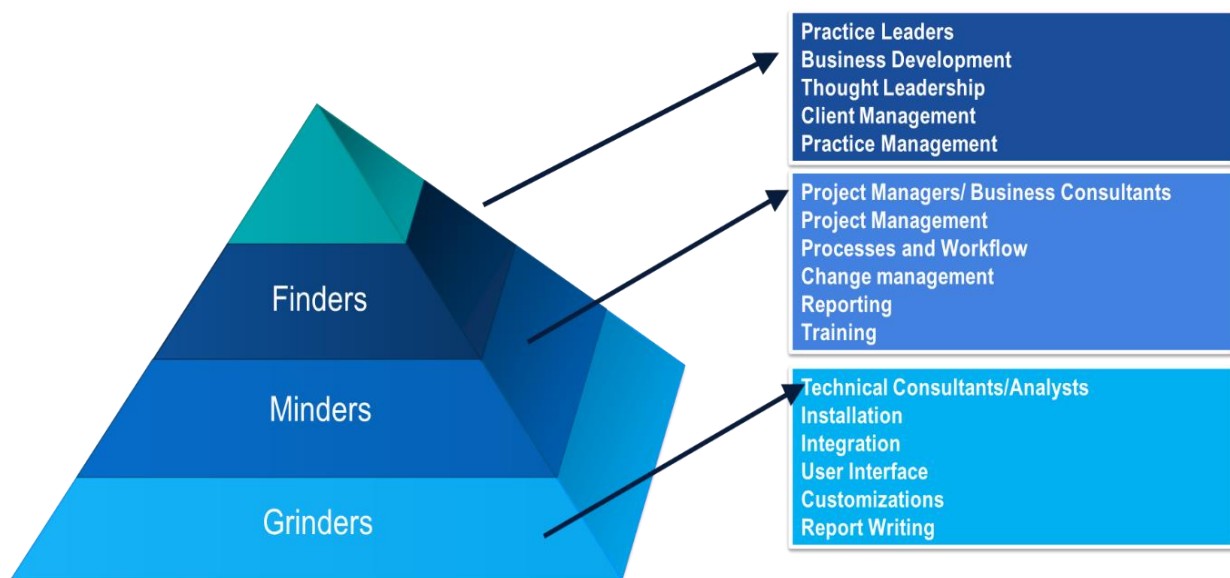 Finders
Minders
Grinders
Practice Leaders
Business Development
Thought Leadership
Client Management
Practice Management
Project Managers/ Business Consultants
Project Management
Processes and Workflow
Change management
Reporting
Training
Technical Consultants/Analysts
Installation
Integration
User Interface
Customizations
Report Writing